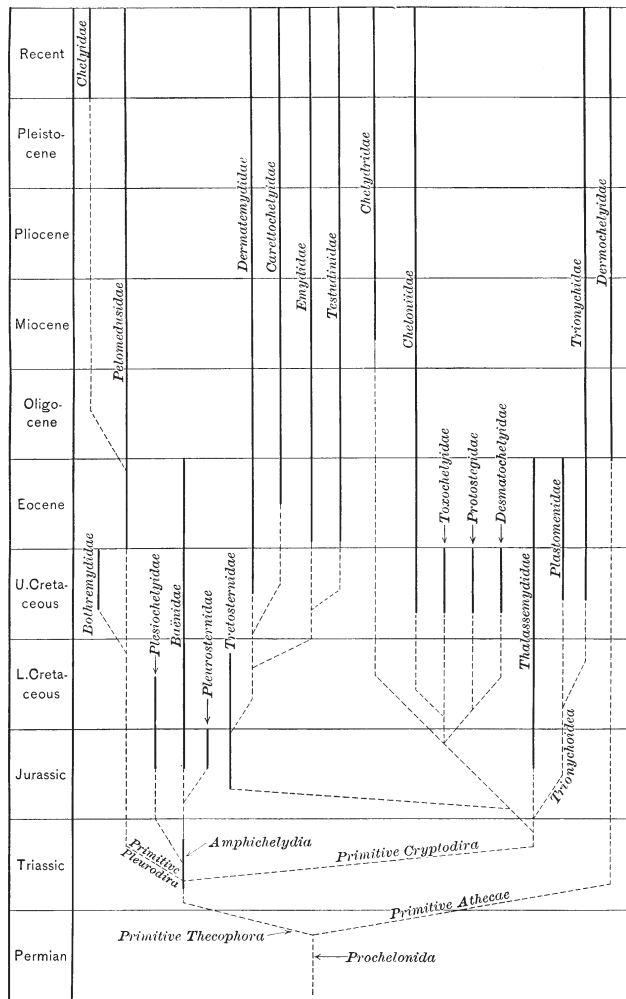 Recent
Chelyidae
Pleisto-
cene
Pliocene
Dermatemydidae
Carettochelyidae
Emydidae
Testudinidae
Chelydridae
Dermochelyidae
Miocene
Pelomedusidae
Cheloniidae
Trionychidae
Oligo-
cene
Eocene
Toxochelyidae
Protostegidae
Desmatochelyidae
Plastomenidae
U.Creta-
ceous
Bothremydidae
Plesiochelyidae
Baënidae
Pleurosternidae
Tretosternidae
Thalassemydidae
L.Creta-
ceous
Jurassic
Trionychoidea
Triassic
Primitive
Pleurodira
Amphichelydia
Primitive Cryptodira
Primitive Athecae
Primitive Thecophora
Permian
Prochelonida